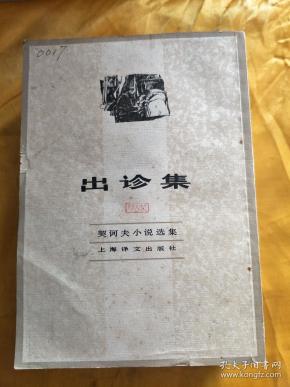 0017
出诊集
契诃夫小说选集
上海译文出版社
孔夫子旧书网